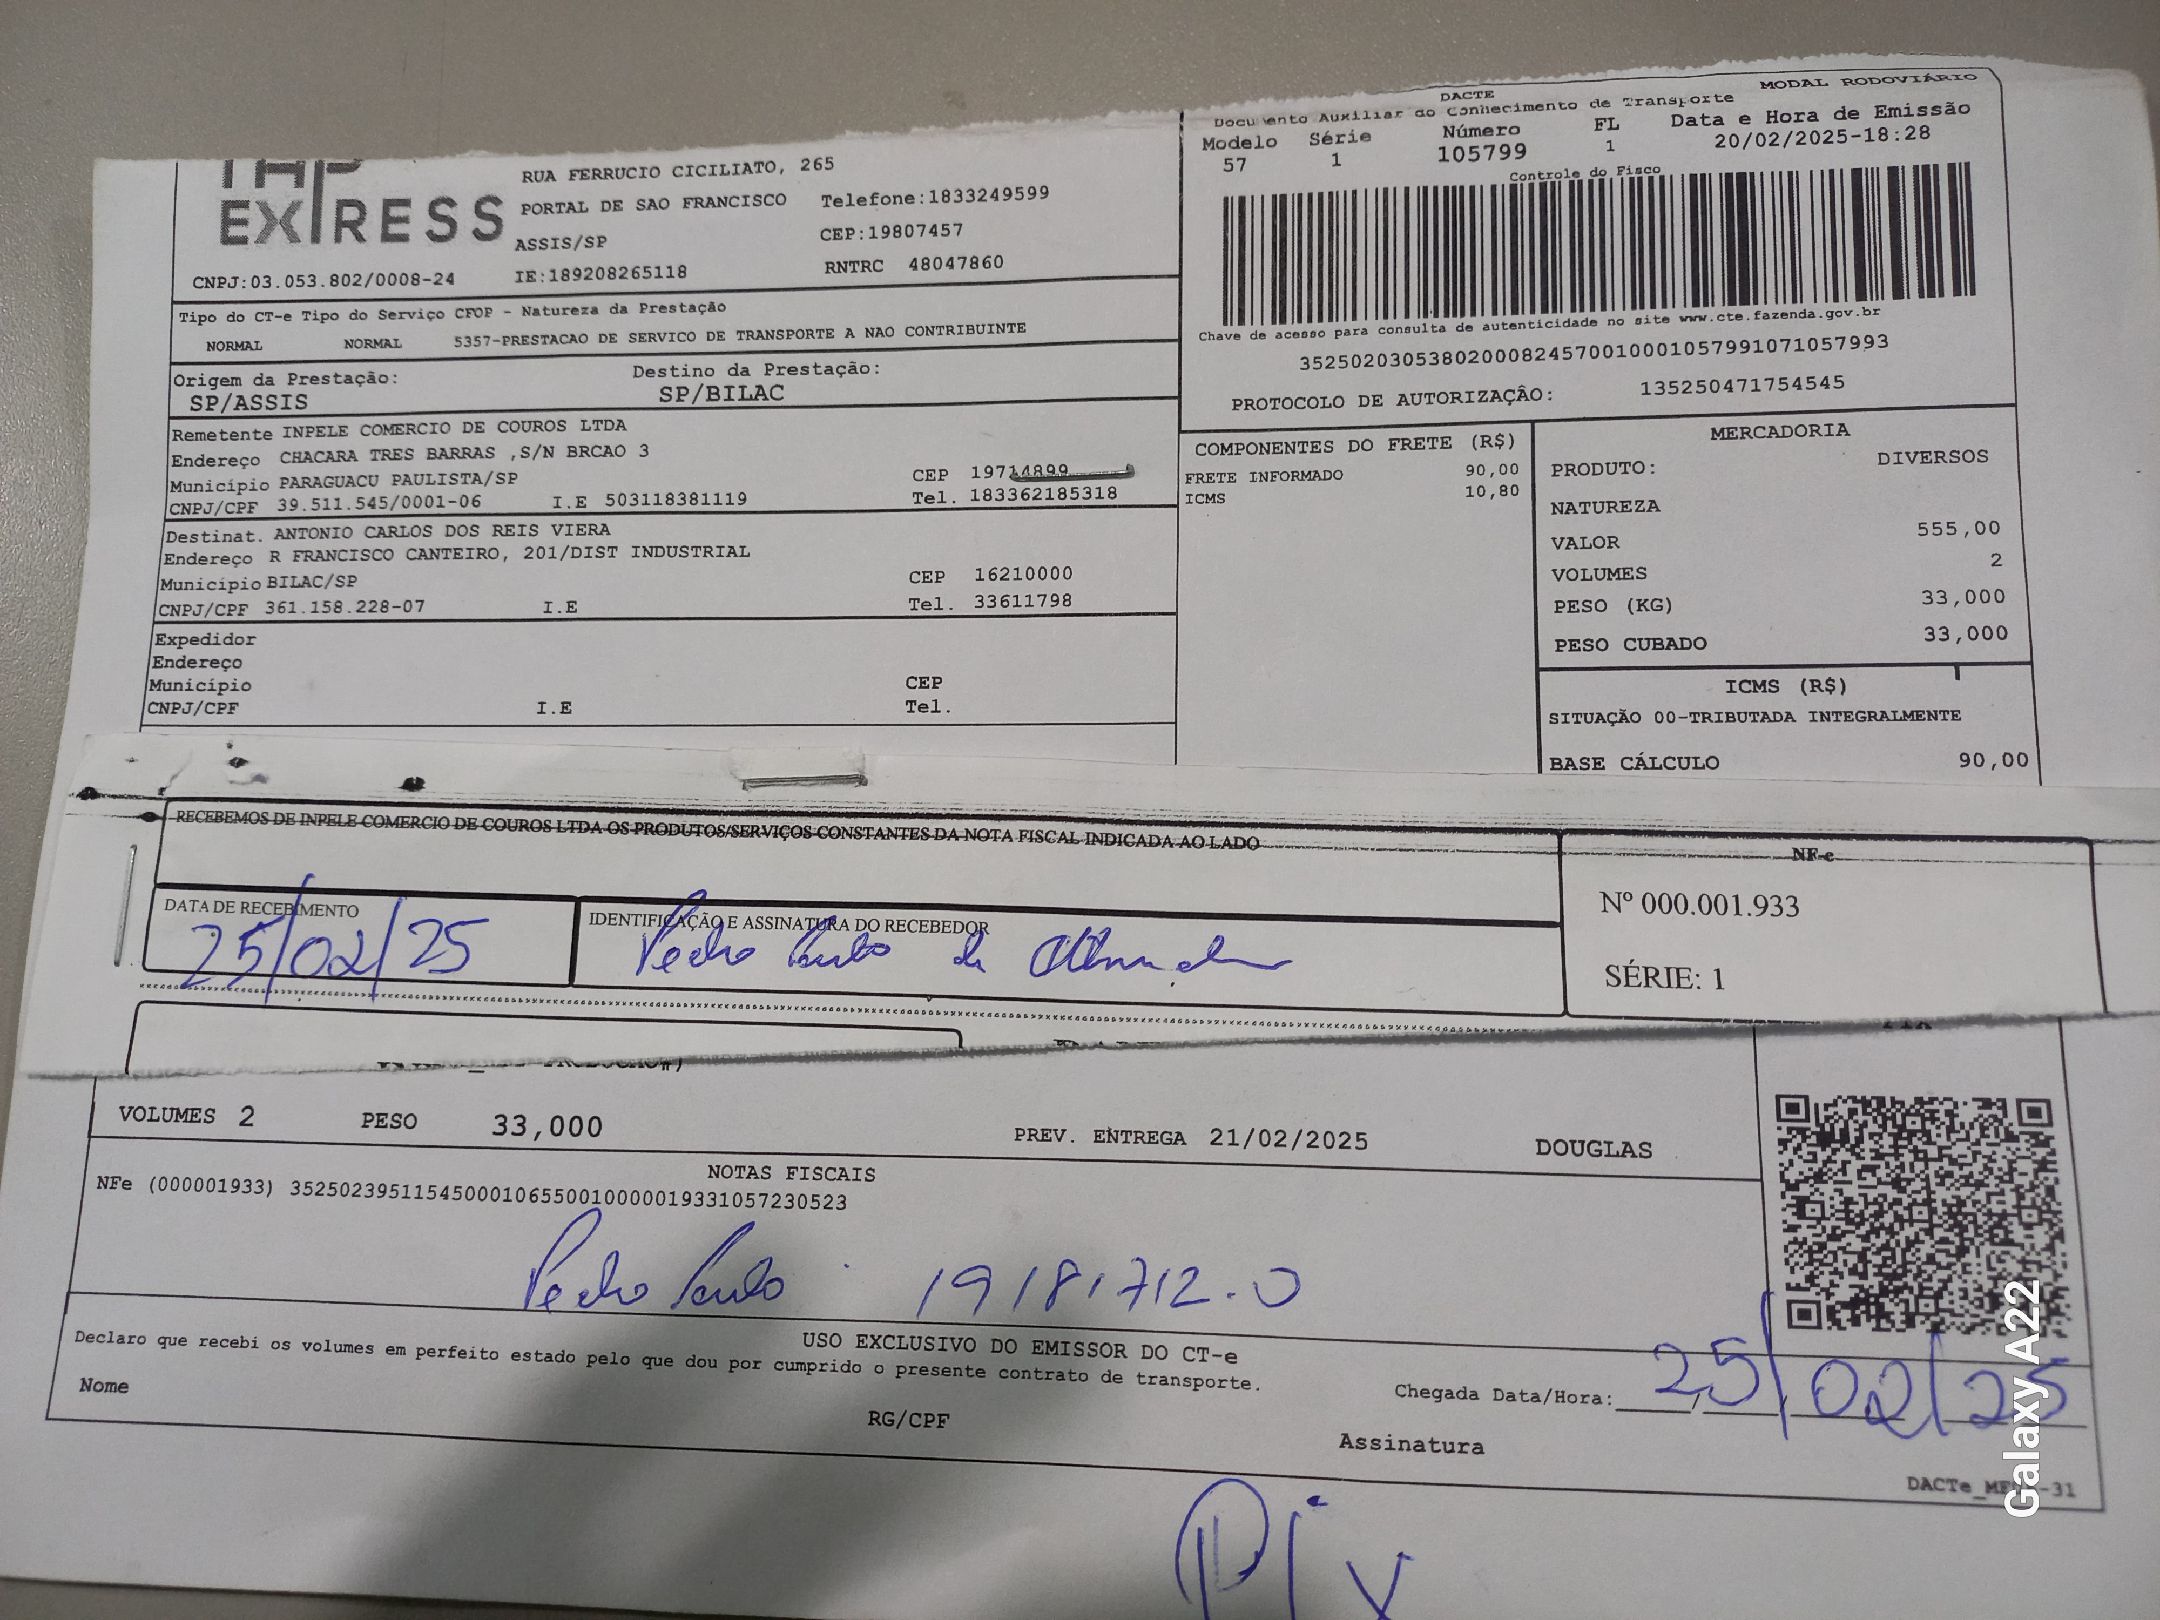 EXPRESS
RUA FERRUCIO CICILIATO, 265
PORTAL DE SAO FRANCISCO Telefone:1833249599
ASSIS/SP CEP:19807457
CNPJ:03.053.802/0008-24 IE:189208265118 RNTRC 48047860
Tipo do CT-e Tipo do Serviço CFOP - Natureza da Prestação
NORMAL NORMAL 5357-PRESTACAO DE SERVICO DE TRANSPORTE A NAO CONTRIBUINTE
Origem da Prestação: Destino da Prestação:
SP/ASSIS SP/BILAC
Remetente INPELE COMERCIO DE COUROS LTDA
Endereço CHACARA TRES BARRAS ,S/N BRCAO 3
Município PARAGUACU PAULISTA/SP CEP 19714899
CNPJ/CPF 39.511.545/0001-06 I.E 503118381119 Tel. 183362185318
Destinat. ANTONIO CARLOS DOS REIS VIERA
Endereço R FRANCISCO CANTEIRO, 201/DIST INDUSTRIAL
Município BILAC/SP CEP 16210000
CNPJ/CPF 361.158.228-07 I.E Tel. 33611798
Expedidor
Endereço
Município CEP
CNPJ/CPF I.E Tel.
DACTE MODAL RODOVIÁRIO
Documento Auxiliar do Conhecimento de Transporte
Modelo Série Número FL Data e Hora de Emissão
57 1 105799 1 20/02/2025-18:28
Controle do Fisco
Chave de acesso para consulta de autenticidade no site www.cte.fazenda.gov.br
35250203053802000824570010001057991071057993
PROTOCOLO DE AUTORIZAÇÃO: 135250471754545
COMPONENTES DO FRETE (R$)
FRETE INFORMADO 90,00
ICMS 10,80
MERCADORIA
PRODUTO: DIVERSOS
NATUREZA
VALOR 555,00
VOLUMES 2
PESO (KG) 33,000
PESO CUBADO 33,000
ICMS (R$)
SITUAÇÃO 00-TRIBUTADA INTEGRALMENTE
BASE CÁLCULO 90,00
RECEBEMOS DE INPELE COMERCIO DE COUROS LTDA OS PRODUTOS/SERVIÇOS CONSTANTES DA NOTA FISCAL INDICADA AO LADO
NF-e
Nº 000.001.933
SÉRIE: 1
DATA DE RECEBIMENTO IDENTIFICAÇÃO E ASSINATURA DO RECEBEDOR
25/02/25 Pedro Paulo de
VOLUMES 2 PESO 33,000 PREV. ENTREGA 21/02/2025 DOUGLAS
NOTAS FISCAIS
NFe (000001933) 35250239511545000106550010000019331057230523
Pedro Paulo 19181712.0
USO EXCLUSIVO DO EMISSOR DO CT-e
Declaro que recebi os volumes em perfeito estado pelo que dou por cumprido o presente contrato de transporte.
Nome RG/CPF Assinatura
Chegada Data/Hora: 25/02/25
-31
Pix
Galaxy A22